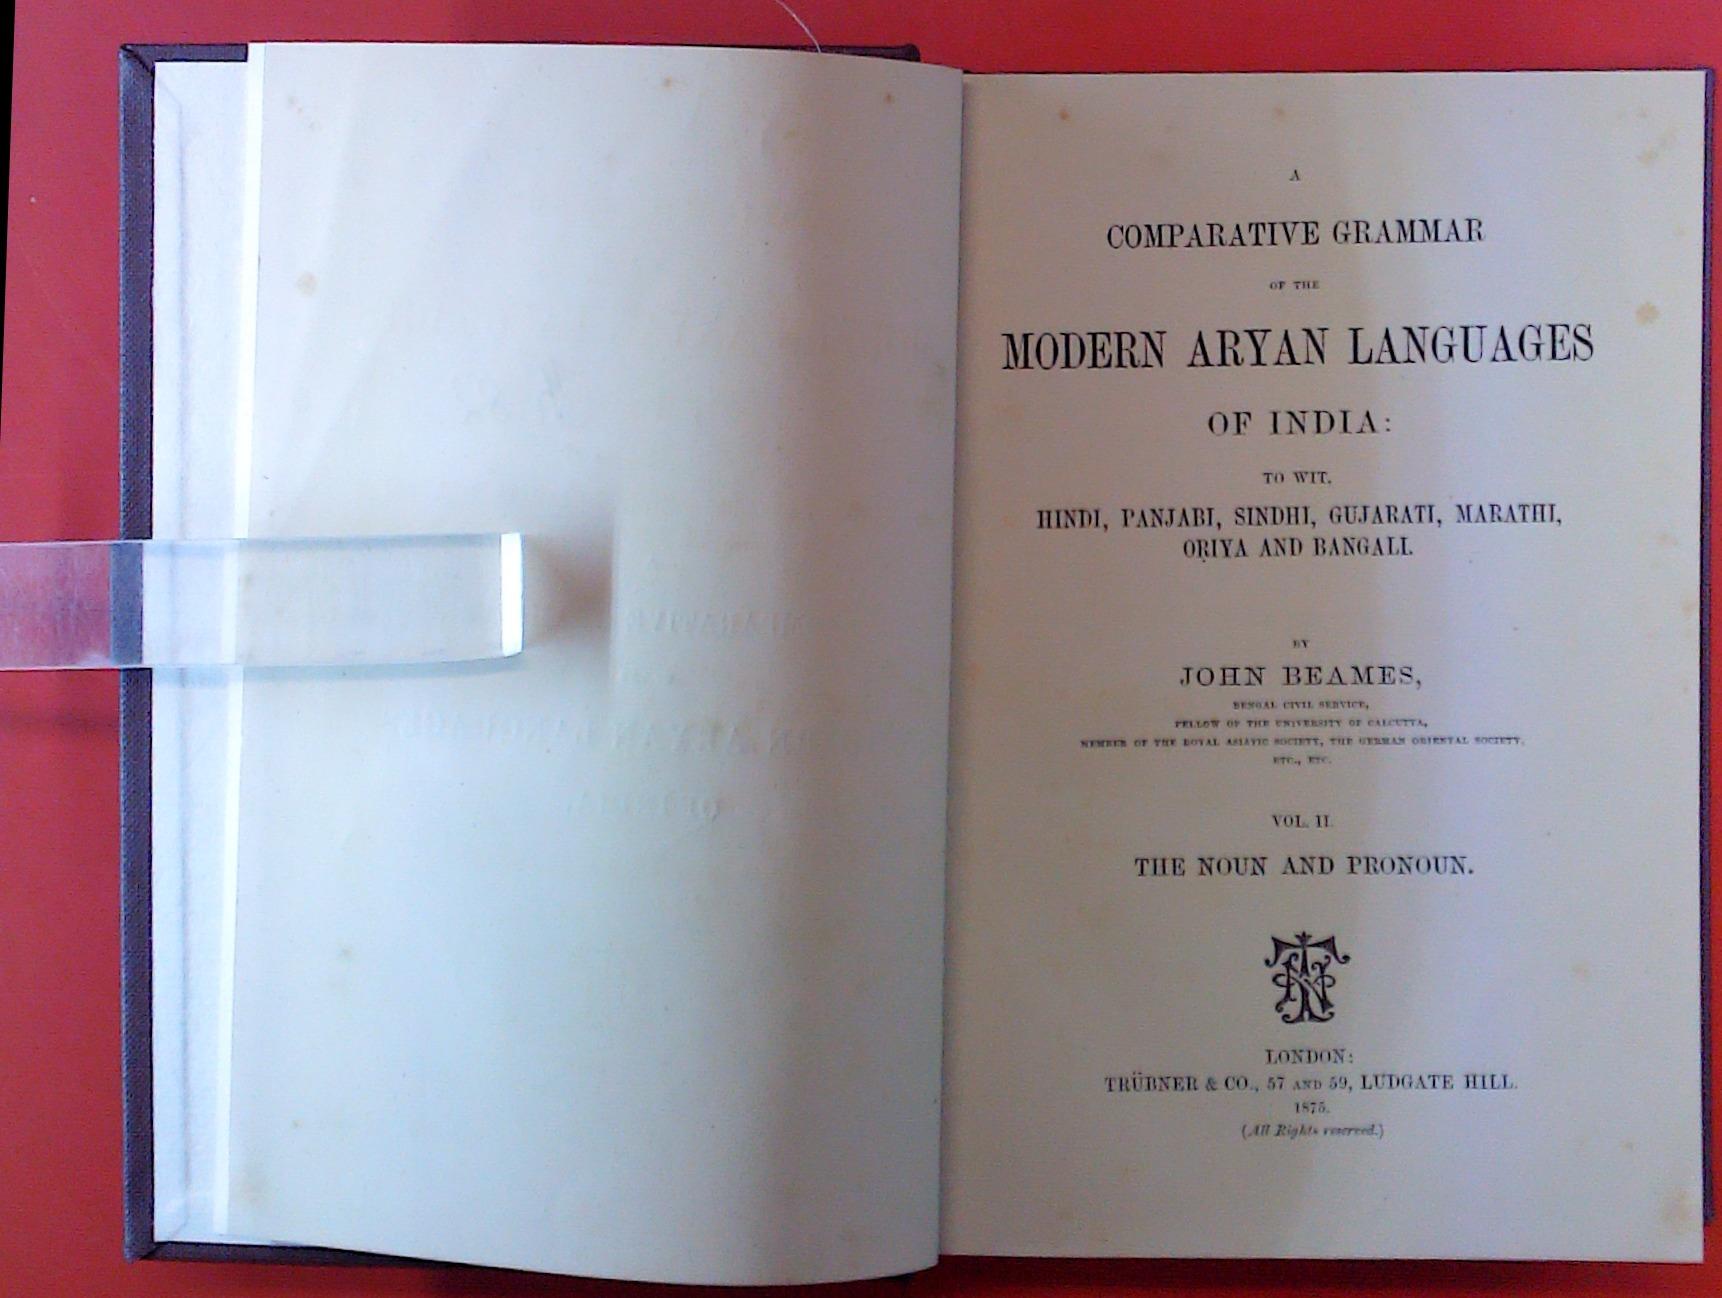 A
COMPARATIVE GRAMMAR
OF THE
MODERN ARYAN LANGUAGES
OF INDIA:
TO WIT,
HINDI, PANJABI, SINDHI, GUJARATI, MARATHI,
ORIYA AND BANGALI.
BY
JOHN BEAMES,
BENGAL CIVIL SERVICE,
FELLOW OF THE UNIVERSITY OF CALCUTTA,
MEMBER OF THE ROYAL ASIATIC SOCIETY, THE GERMAN ORIENTAL SOCIETY,
ETC., ETC.
VOL. II.
THE NOUN AND PRONOUN.
LONDON:
TRÜBNER & CO., 57 AND 59, LUDGATE HILL.
1875.
(All Rights reserved.)